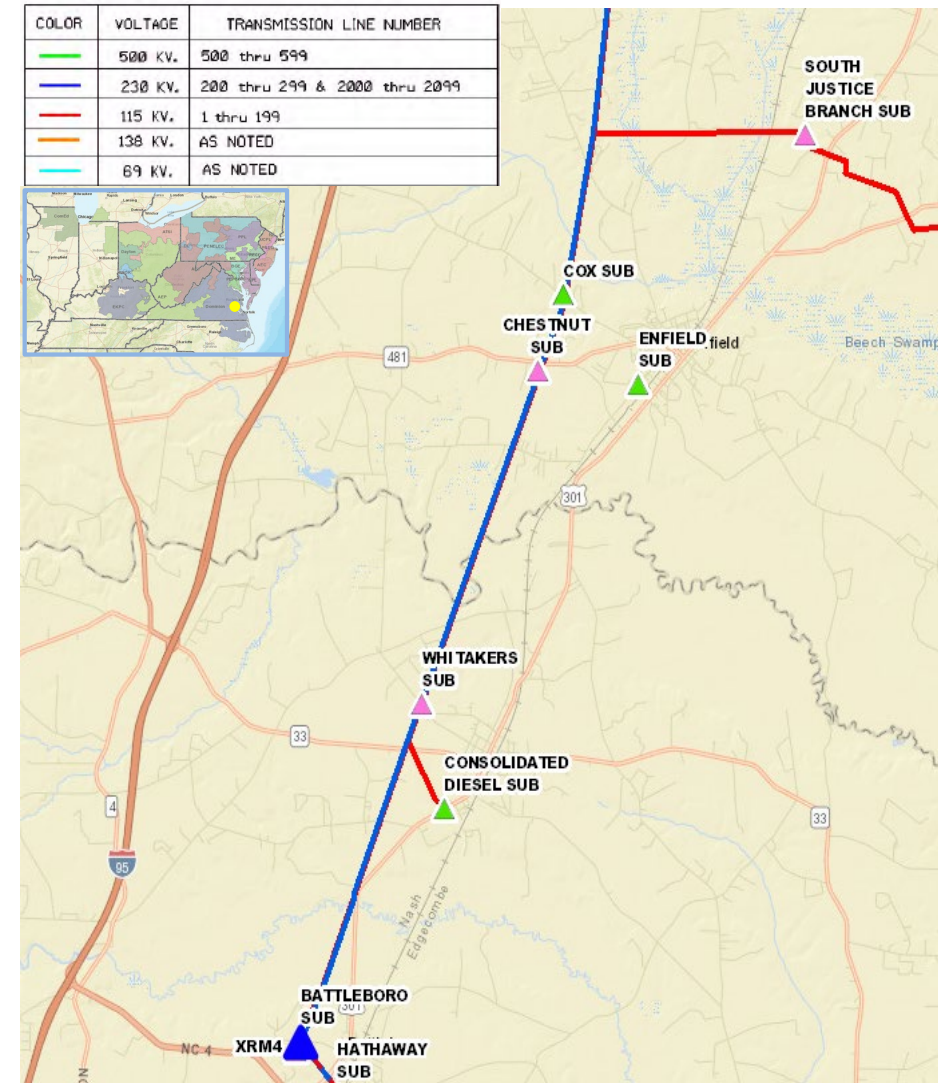 COLOR VOLTAGE TRANSMISSION LINE NUMBER
500 KV. 500 thru 599
230 KV. 200 thru 299 & 2000 thru 2099
115 KV. 1 thru 199
138 KV. AS NOTED
69 KV. AS NOTED
SOUTH
JUSTICE
BRANCH SUB
COX SUB
CHESTNUT
SUB
ENFIELD
SUB
field
Beech Swamp
481
301
WHITAKERS
SUB
33
CONSOLIDATED
DIESEL SUB
4
33
95
Nash
Edgecombe
BATTLEBORO
SUB
301
XRM4
NC 4
HATHAWAY
SUB
ON
Z